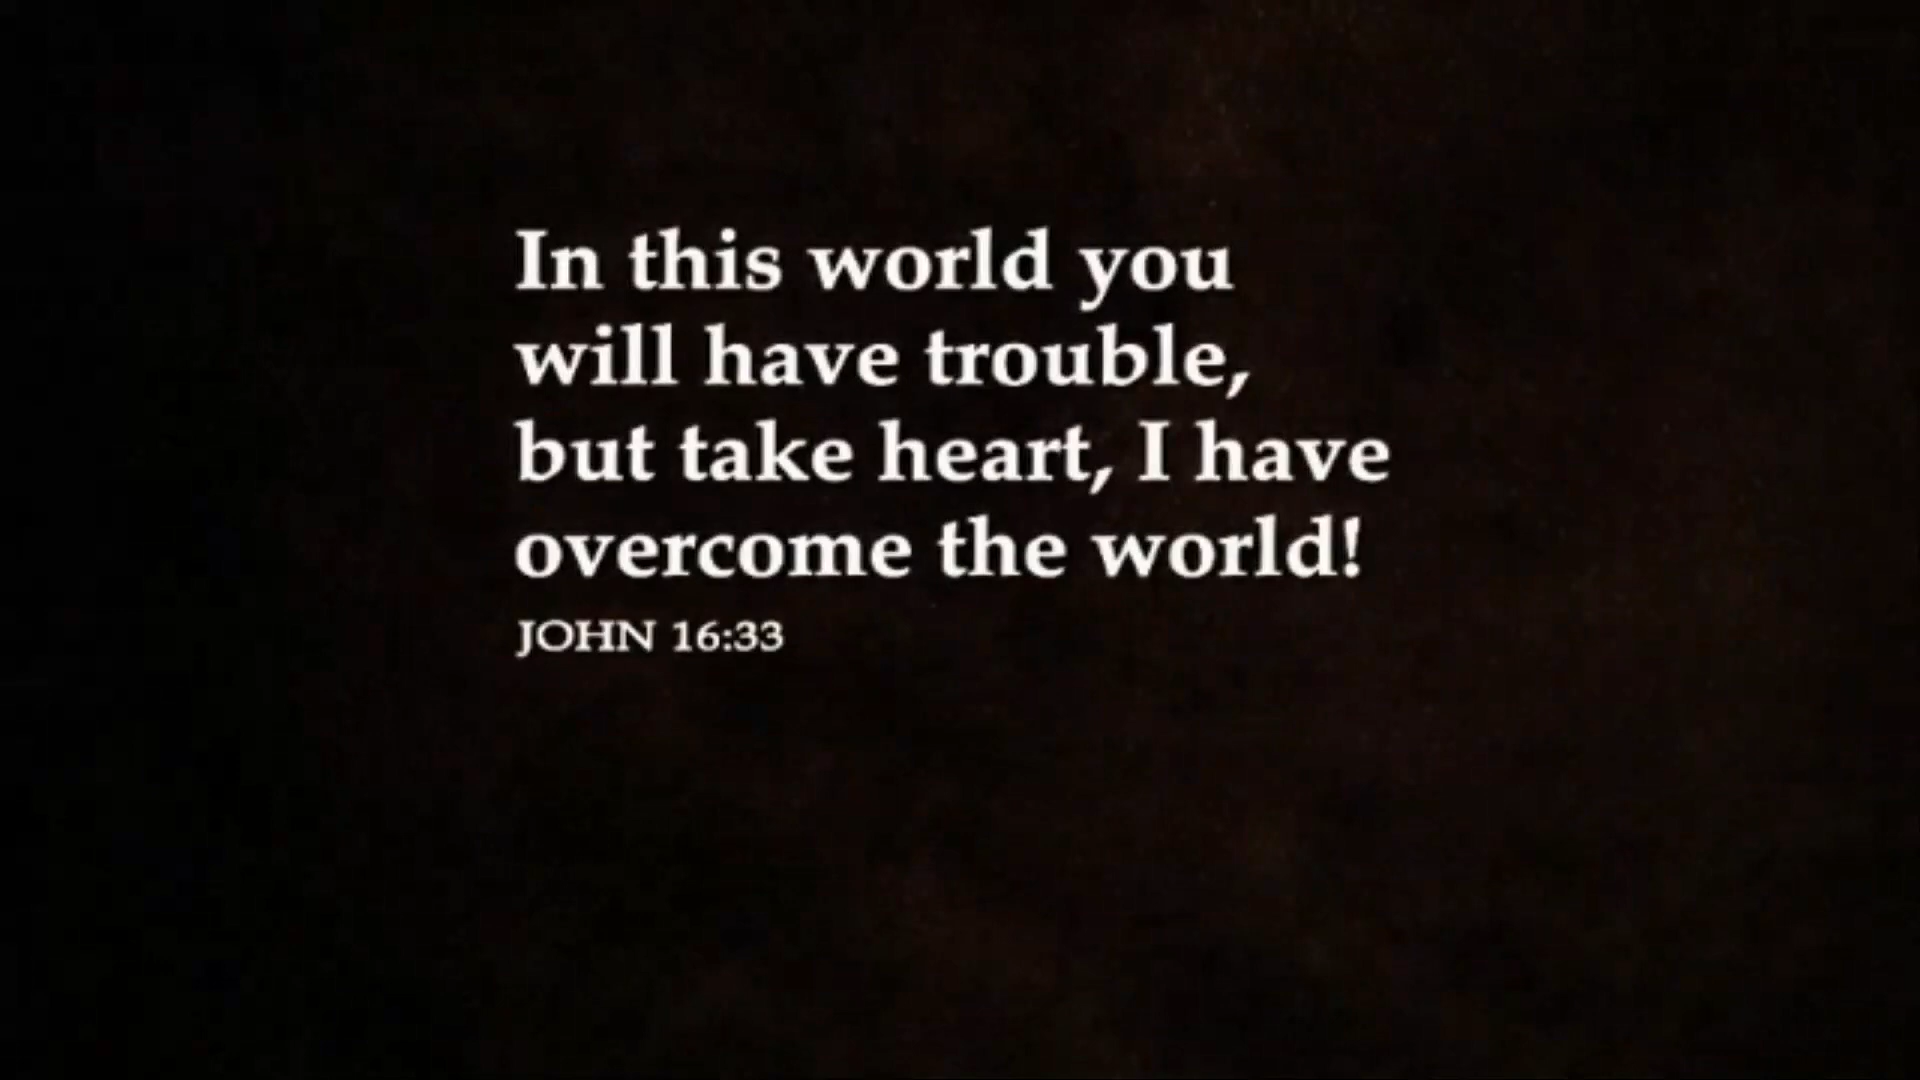 In this world you
will have trouble,
but take heart, I have
overcome the world!
JOHN 16:33